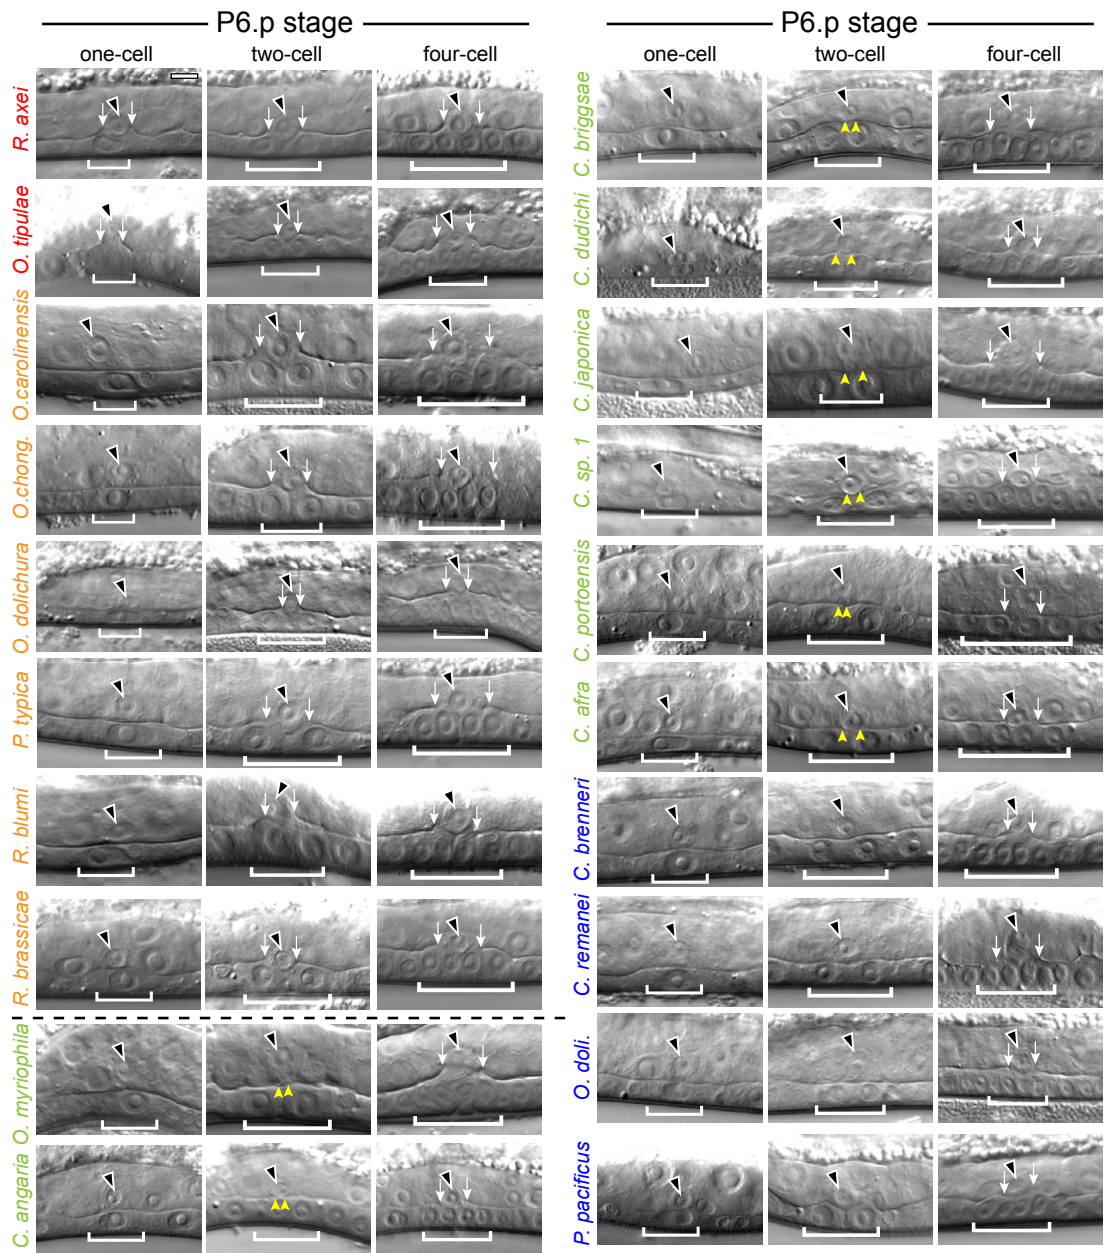 P6.p stage
one-cell two-cell four-cell
R. axei
O. tipulae
O.carolinensis
O.chong.
O. dolichura
P. typica
R. blumi
R. brassicae
O. myriophila
C. angaria
P6.p stage
one-cell two-cell four-cell
C. briggsae
C. dudichi
C. japonica
C. sp. 1
C. portoensis
C. afra
C. brenneri
C. remanei
O. doli.
P. pacificus